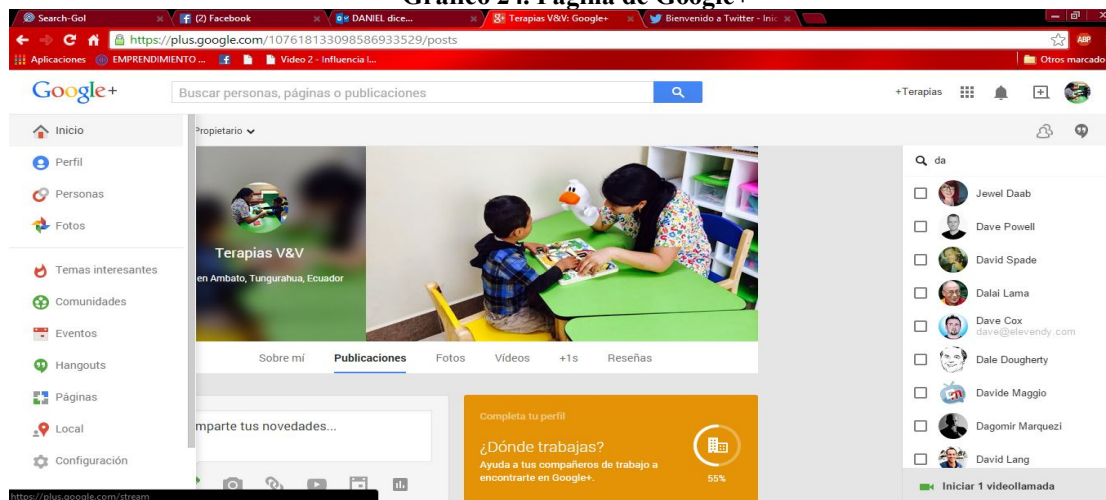 Gráfico 24. Página de Google+
Search-Gol
(2) Facebook
DANIEL dice...
Terapias V&V: Google+
Bienvenido a Twitter - Inic
https://plus.google.com/107618133098586933529/posts
ABP
Aplicaciones
EMPRENDIMIENTO ...
Video 2 - Influencia l...
Otros marcado
Google+
Buscar personas, páginas o publicaciones
+Terapias
Inicio
Propietario
Perfil
Personas
Fotos
Temas interesantes
Comunidades
Eventos
Hangouts
Páginas
Local
Configuración
https://plus.google.com/stream
Terapias V&V
en Ambato, Tungurahua, Ecuador
Sobre mí Publicaciones Fotos Vídeos +1s Reseñas
mparte tus novedades...
Completa tu perfil
¿Dónde trabajas?
Ayuda a tus compañeros de trabajo a
encontrarte en Google+.
55%
da
Jewel Daab
Dave Powell
David Spade
Dalai Lama
Dave Cox
dave@elevendy.com
Dale Dougherty
Davide Maggio
Dagomir Marquezi
David Lang
Iniciar 1 videollamada